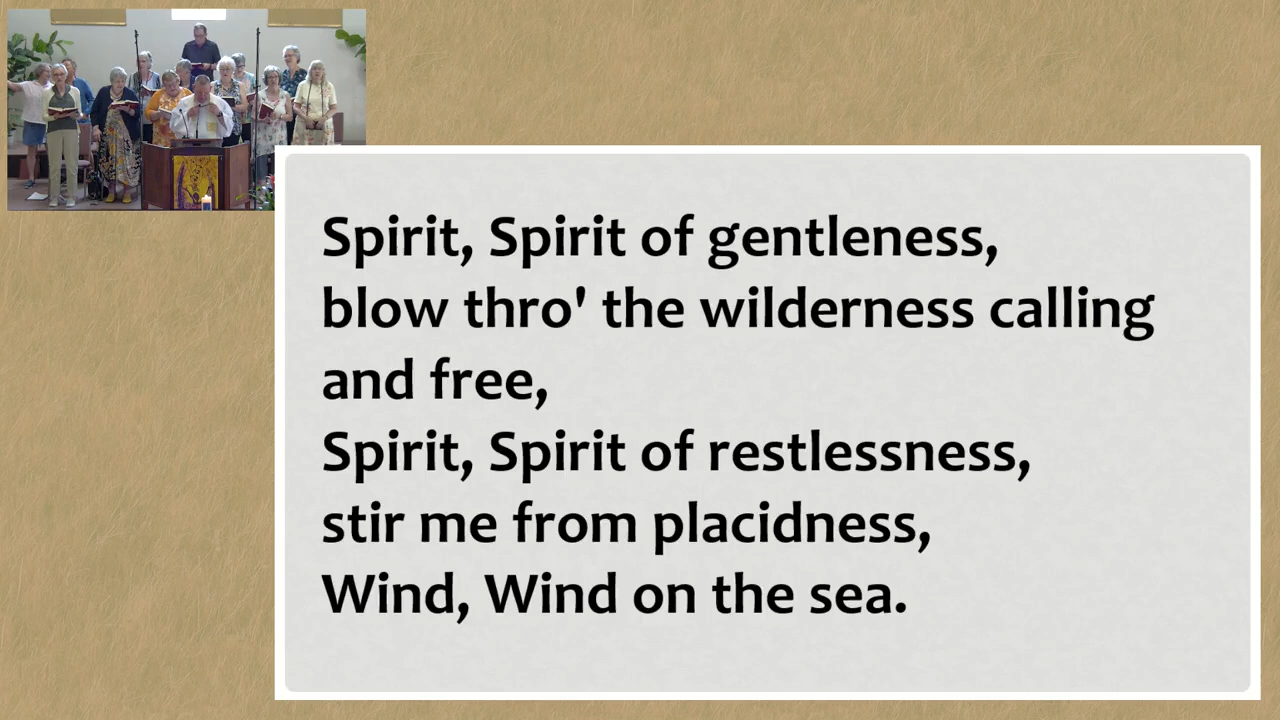 Spirit, Spirit of gentleness,
blow thro' the wilderness calling
and free,
Spirit, Spirit of restlessness,
stir me from placidness,
Wind, Wind on the sea.